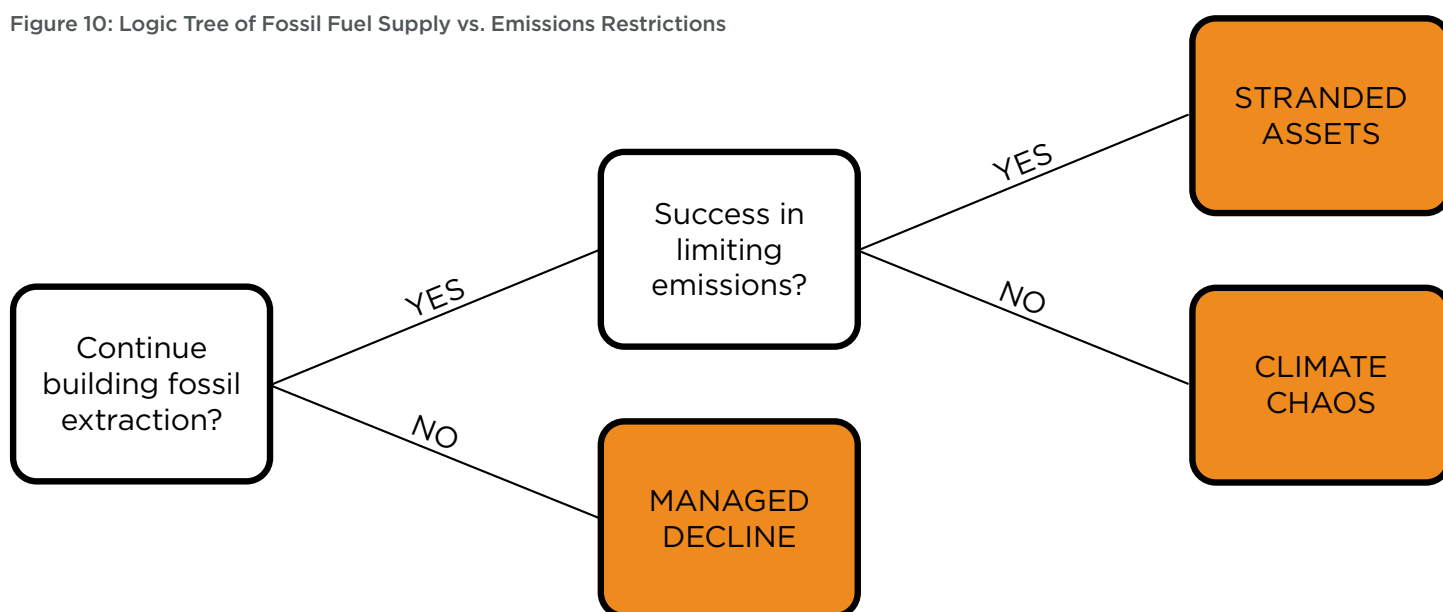 Figure 10: Logic Tree of Fossil Fuel Supply vs. Emissions Restrictions
Continue
building fossil
extraction?
YES
NO
Success in
limiting
emissions?
MANAGED
DECLINE
YES
NO
STRANDED
ASSETS
CLIMATE
CHAOS